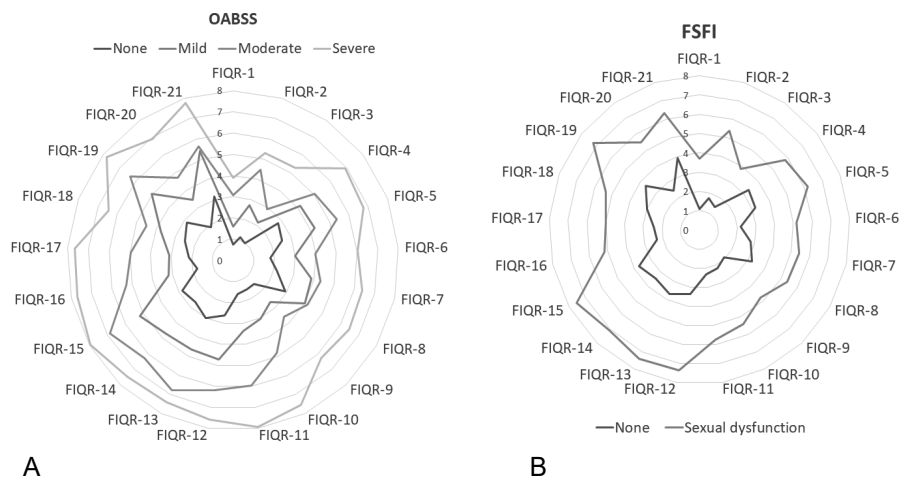 OABSS
None Mild Moderate Severe
FIQR-1
FIQR-2
FIQR-3
FIQR-4
FIQR-5
FIQR-6
FIQR-7
FIQR-8
FIQR-9
FIQR-10
FIQR-11
FIQR-12
FIQR-13
FIQR-14
FIQR-15
FIQR-16
FIQR-17
FIQR-18
FIQR-19
FIQR-20
FIQR-21
8
7
6
5
4
3
2
1
0
A
FSFI
FIQR-1
FIQR-2
FIQR-3
FIQR-4
FIQR-5
FIQR-6
FIQR-7
FIQR-8
FIQR-9
FIQR-10
FIQR-11
FIQR-12
FIQR-13
FIQR-14
FIQR-15
FIQR-16
FIQR-17
FIQR-18
FIQR-19
FIQR-20
FIQR-21
8
7
6
5
4
3
2
1
0
None Sexual dysfunction
B